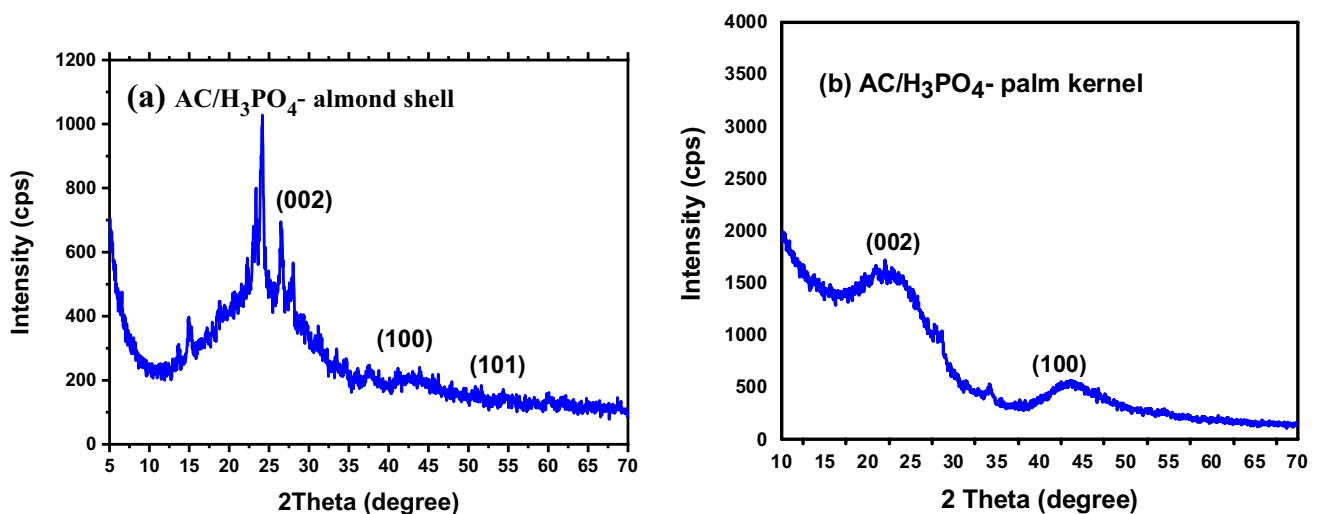 1200
1000
800
600
400
200
0
Intensity (cps)
(a) AC/H3PO4- almond shell
(002)
(100)
(101)
5 10 15 20 25 30 35 40 45 50 55 60 65 70
2Theta (degree)
4000
3500
3000
2500
2000
1500
1000
500
0
Intensity (cps)
(b) AC/H3PO4- palm kernel
(002)
(100)
10 15 20 25 30 35 40 45 50 55 60 65 70
2 Theta (degree)